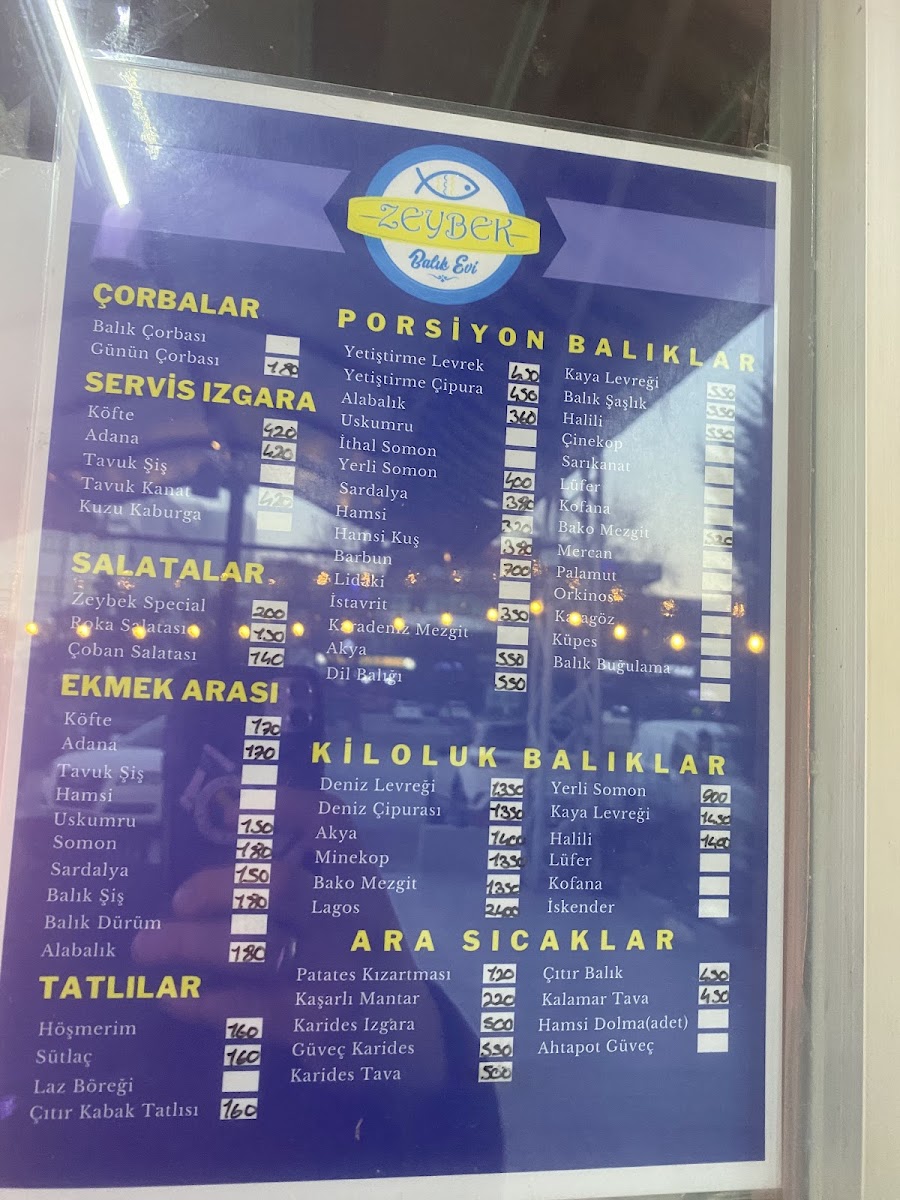 ZEYBEK
Balık Evi
ÇORBALAR
Balık Çorbası
Günün Çorbası 180
SERVİS IZGARA
Köfte 420
Adana 420
Tavuk Şiş
Tavuk Kanat 420
Kuzu Kaburga
SALATALAR
Zeybek Special 200
Roka Salatası 150
Çoban Salatası 140
EKMEK ARASI
Köfte 170
Adana 170
Tavuk Şiş
Hamsi
Uskumru 150
Somon 180
Sardalya 150
Balık Şiş 180
Balık Dürüm
Alabalık 180
TATLILAR
Höşmerim 160
Sütlaç 160
Laz Böreği
Çıtır Kabak Tatlısı 160
PORSİYON BALIKLAR
Yetiştirme Levrek 450
Yetiştirme Çipura 450
Alabalık 360
Uskumru
İthal Somon
Yerli Somon 400
Sardalya 380
Hamsi 320
Hamsi Kuş 380
Barbun 700
Lidaki
İstavrit 350
Karadeniz Mezgit
Akya 550
Dil Balığı 550
Kaya Levreği 550
Balık Şaşlık 550
Halili 550
Çinekop
Sarıkanat
Lüfer
Kofana
Bako Mezgit 520
Mercan
Palamut
Orkinos
Karagöz
Küpes
Balık Buğulama
KİLOLUK BALIKLAR
Deniz Levreği 1350
Deniz Çipurası 1350
Akya 1400
Minekop 1350
Bako Mezgit 1350
Lagos 2400
Yerli Somon 900
Kaya Levreği 1450
Halili 1400
Lüfer
Kofana
İskender
ARA SICAKLAR
Patates Kızartması 120
Kaşarlı Mantar 220
Karides Izgara 500
Güveç Karides 550
Karides Tava 500
Çıtır Balık 450
Kalamar Tava 450
Hamsi Dolma(adet)
Ahtapot Güveç